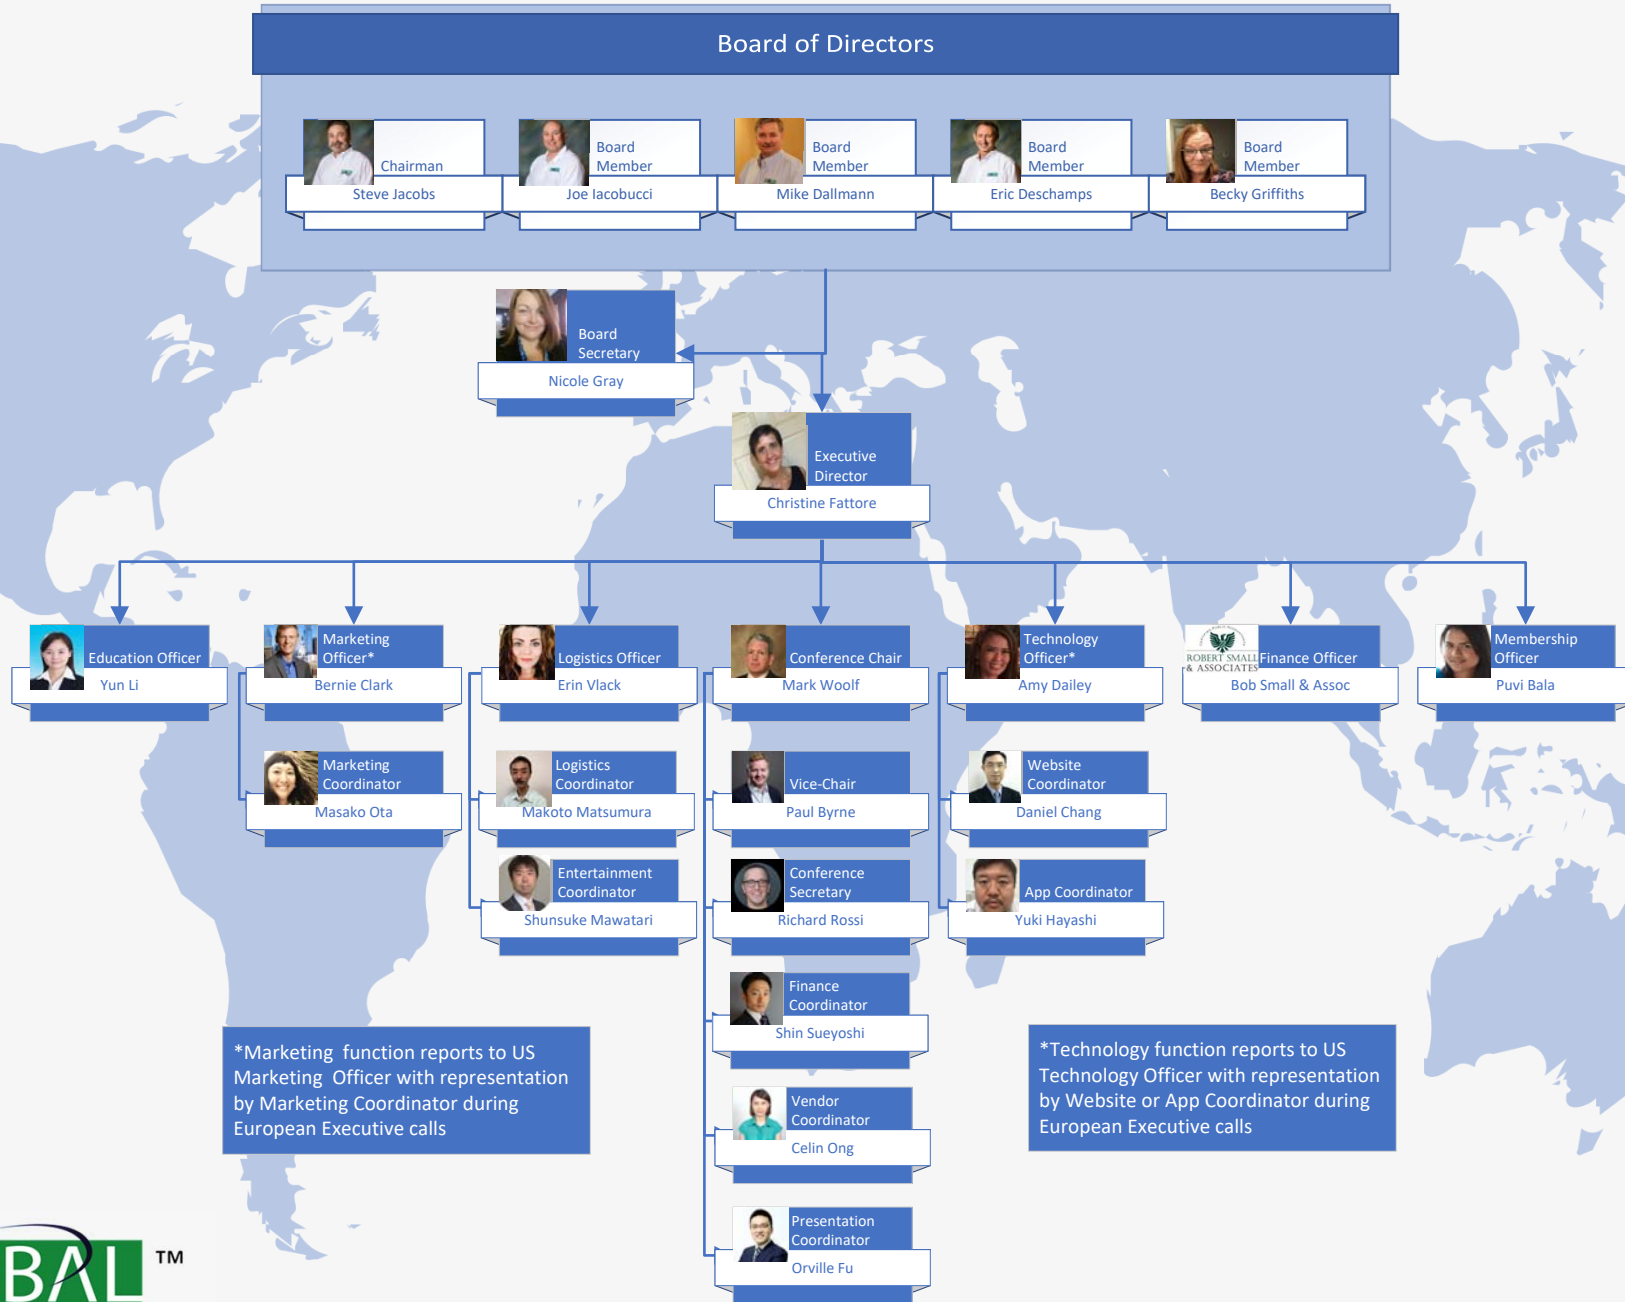 Board of Directors
Chairman
Steve Jacobs
Board
Member
Joe Iacobucci
Board
Member
Mike Dallmann
Board
Member
Eric Deschamps
Board
Member
Becky Griffiths
Board
Secretary
Nicole Gray
Executive
Director
Christine Fattore
Education Officer
Yun Li
Marketing
Officer*
Bernie Clark
Logistics Officer
Erin Vlack
Conference Chair
Mark Woolf
Technology
Officer*
Amy Dailey
ROBERT SMALL
& ASSOCIATES
Finance Officer
Bob Small & Assoc
Membership
Officer
Puvi Bala
Marketing
Coordinator
Masako Ota
Logistics
Coordinator
Makoto Matsumura
Vice-Chair
Paul Byrne
Website
Coordinator
Daniel Chang
Entertainment
Coordinator
Shunsuke Mawatari
Conference
Secretary
Richard Rossi
App Coordinator
Yuki Hayashi
Finance
Coordinator
Shin Sueyoshi
*Marketing function reports to US
Marketing Officer with representation
by Marketing Coordinator during
European Executive calls
*Technology function reports to US
Technology Officer with representation
by Website or App Coordinator during
European Executive calls
Vendor
Coordinator
Celin Ong
Presentation
Coordinator
Orville Fu
BAL TM